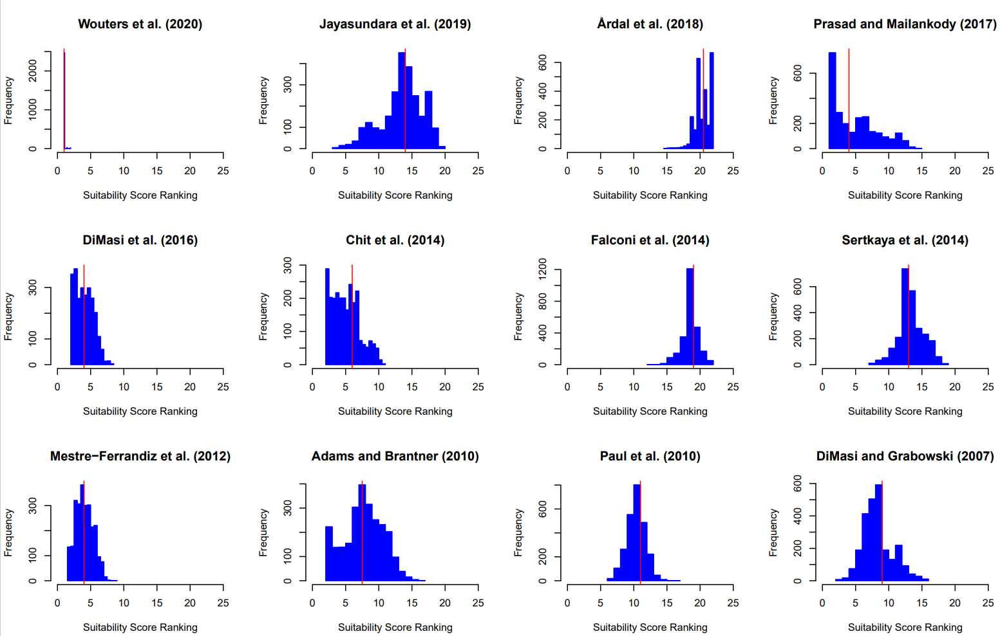 Wouters et al. (2020)
Frequency
0 1000 2000
0 5 10 15 20 25
Suitability Score Ranking
Jayasundara et al. (2019)
Frequency
0 100 300
0 5 10 15 20 25
Suitability Score Ranking
Årdal et al. (2018)
Frequency
0 200 400 600
0 5 10 15 20 25
Suitability Score Ranking
Prasad and Mailankody (2017)
Frequency
0 200 600
0 5 10 15 20 25
Suitability Score Ranking
DiMasi et al. (2016)
Frequency
0 100 300
0 5 10 15 20 25
Suitability Score Ranking
Chit et al. (2014)
Frequency
0 100 200 300
0 5 10 15 20 25
Suitability Score Ranking
Falconi et al. (2014)
Frequency
0 400 800 1200
0 5 10 15 20 25
Suitability Score Ranking
Sertkaya et al. (2014)
Frequency
0 200 400 600
0 5 10 15 20 25
Suitability Score Ranking
Mestre−Ferrandiz et al. (2012)
Frequency
0 100 300
0 5 10 15 20 25
Suitability Score Ranking
Adams and Brantner (2010)
Frequency
0 100 300
0 5 10 15 20 25
Suitability Score Ranking
Paul et al. (2010)
Frequency
0 200 600
0 5 10 15 20 25
Suitability Score Ranking
DiMasi and Grabowski (2007)
Frequency
0 200 400 600
0 5 10 15 20 25
Suitability Score Ranking